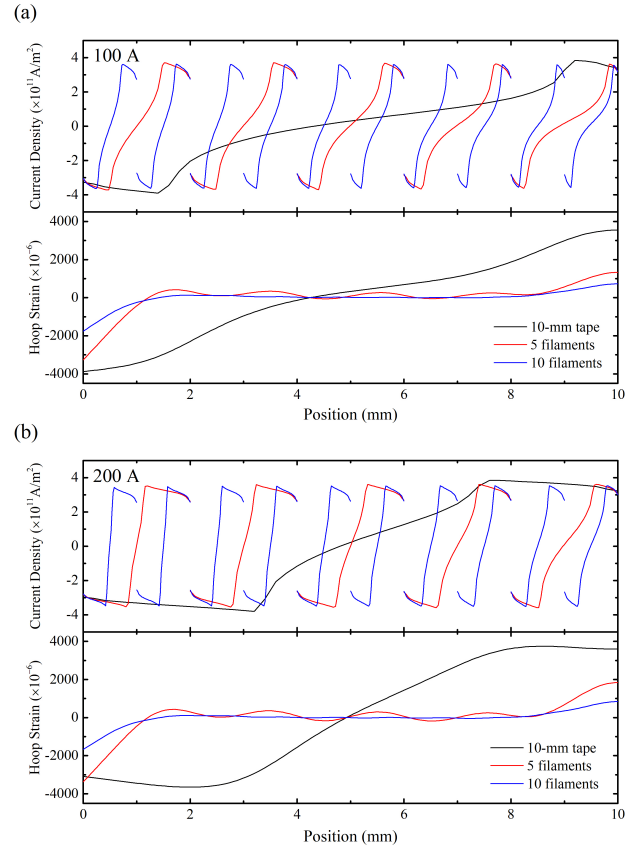 (a)
100 A
Current Density (×10¹¹A/m²)
4
2
0
-2
-4
Hoop Strain (×10⁻⁶)
4000
2000
0
-2000
-4000
10-mm tape
5 filaments
10 filaments
0 2 4 6 8 10
Position (mm)
(b)
200 A
Current Density (×10¹¹A/m²)
4
2
0
-2
-4
Hoop Strain (×10⁻⁶)
4000
2000
0
-2000
-4000
10-mm tape
5 filaments
10 filaments
0 2 4 6 8 10
Position (mm)